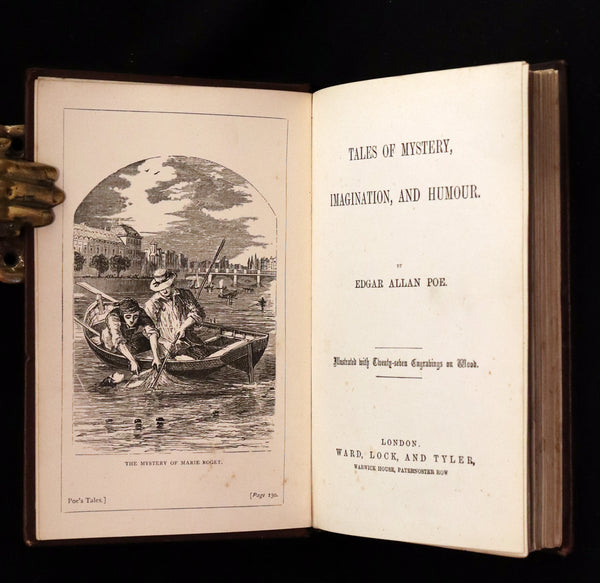 THE MYSTERY OF MARIE ROGET.
Poe's Tales.]
[Page 130.
TALES OF MYSTERY,
IMAGINATION, AND HUMOUR.
BY
EDGAR ALLAN POE.
Illustrated with Twenty-seven Engravings on Wood.
LONDON.
WARD, LOCK, AND TYLER,
WARWICK HOUSE, PATERNOSTER ROW